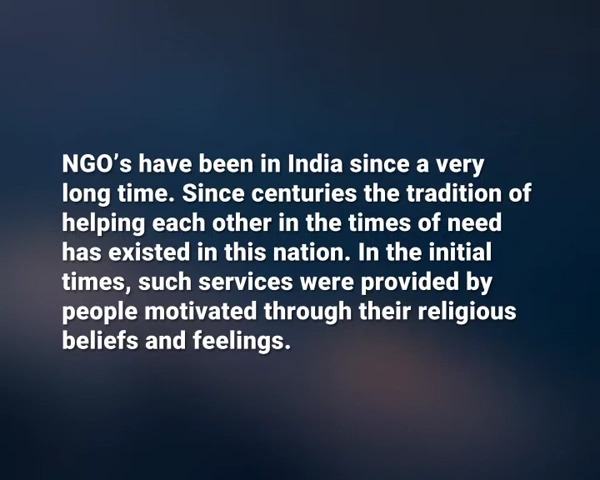 NGO’s have been in India since a very
long time. Since centuries the tradition of
helping each other in the times of need
has existed in this nation. In the initial
times, such services were provided by
people motivated through their religious
beliefs and feelings.